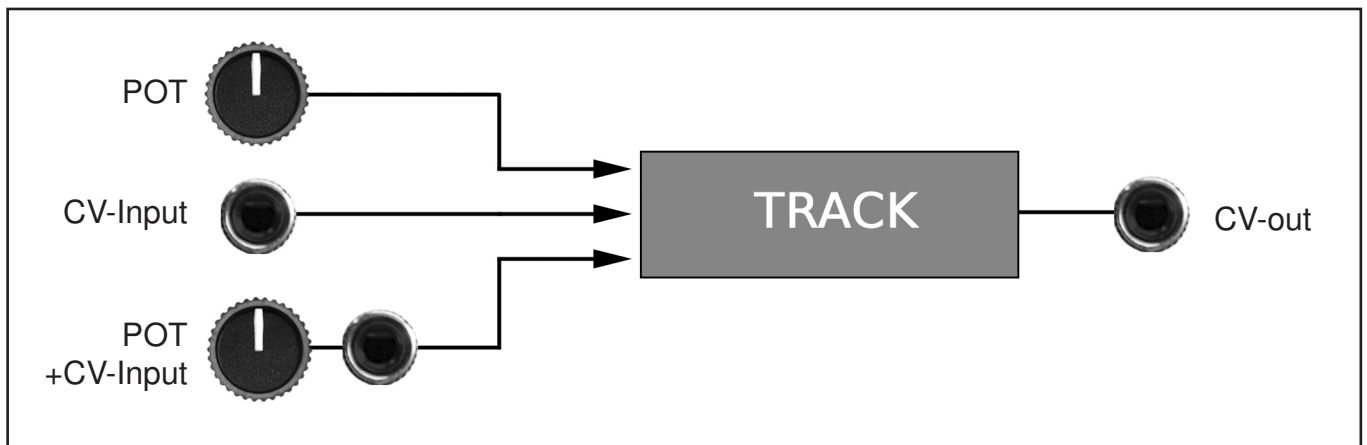 POT
CV-Input
POT
+CV-Input
TRACK
CV-out